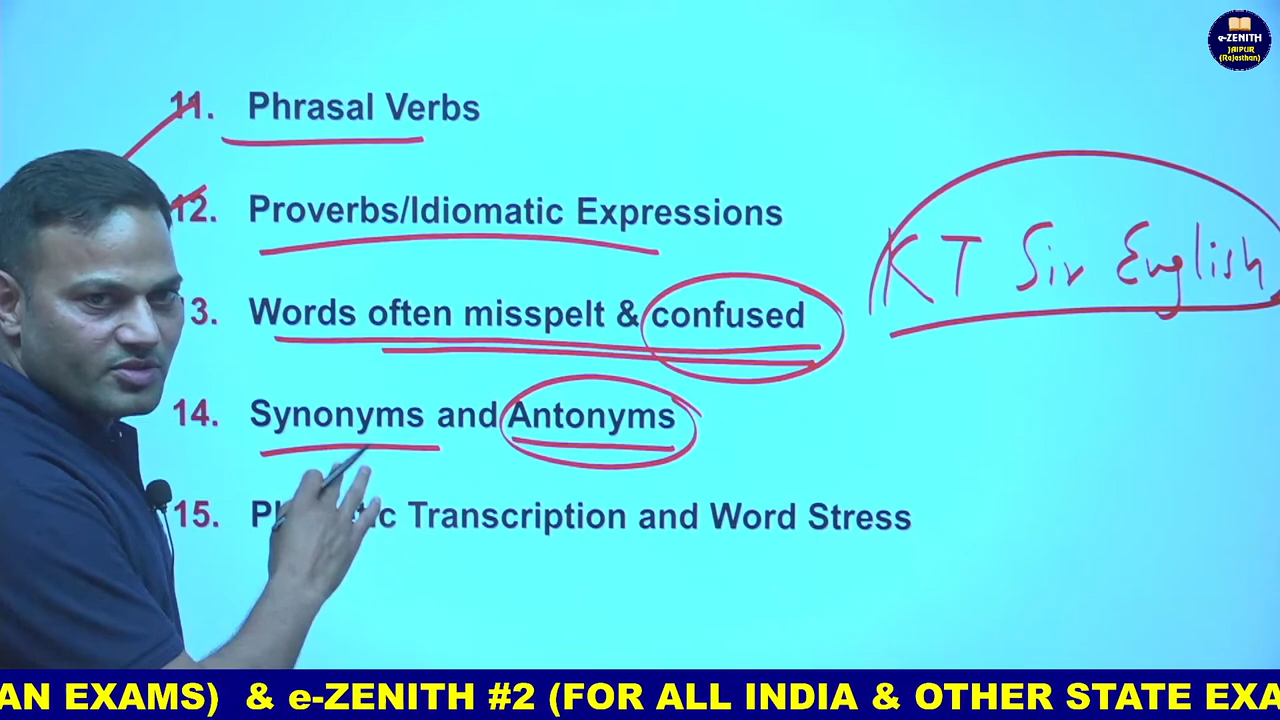 e-ZENITH
JAIPUR
(Rajasthan)
11. Phrasal Verbs
12. Proverbs/Idiomatic Expressions
KT Sir English
3. Words often misspelt & confused
14. Synonyms and Antonyms
15. Transcription and Word Stress
AN EXAMS) & e-ZENITH #2 (FOR ALL INDIA & OTHER STATE EXA